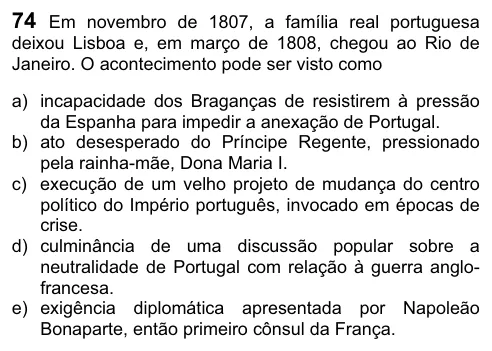 74 Em novembro de 1807, a família real portuguesa
deixou Lisboa e, em março de 1808, chegou ao Rio de
Janeiro. O acontecimento pode ser visto como
a) incapacidade dos Braganças de resistirem à pressão
da Espanha para impedir a anexação de Portugal.
b) ato desesperado do Príncipe Regente, pressionado
pela rainha-mãe, Dona Maria I.
c) execução de um velho projeto de mudança do centro
político do Império português, invocado em épocas de
crise.
d) culminância de uma discussão popular sobre a
neutralidade de Portugal com relação à guerra anglo-
francesa.
e) exigência diplomática apresentada por Napoleão
Bonaparte, então primeiro cônsul da França.